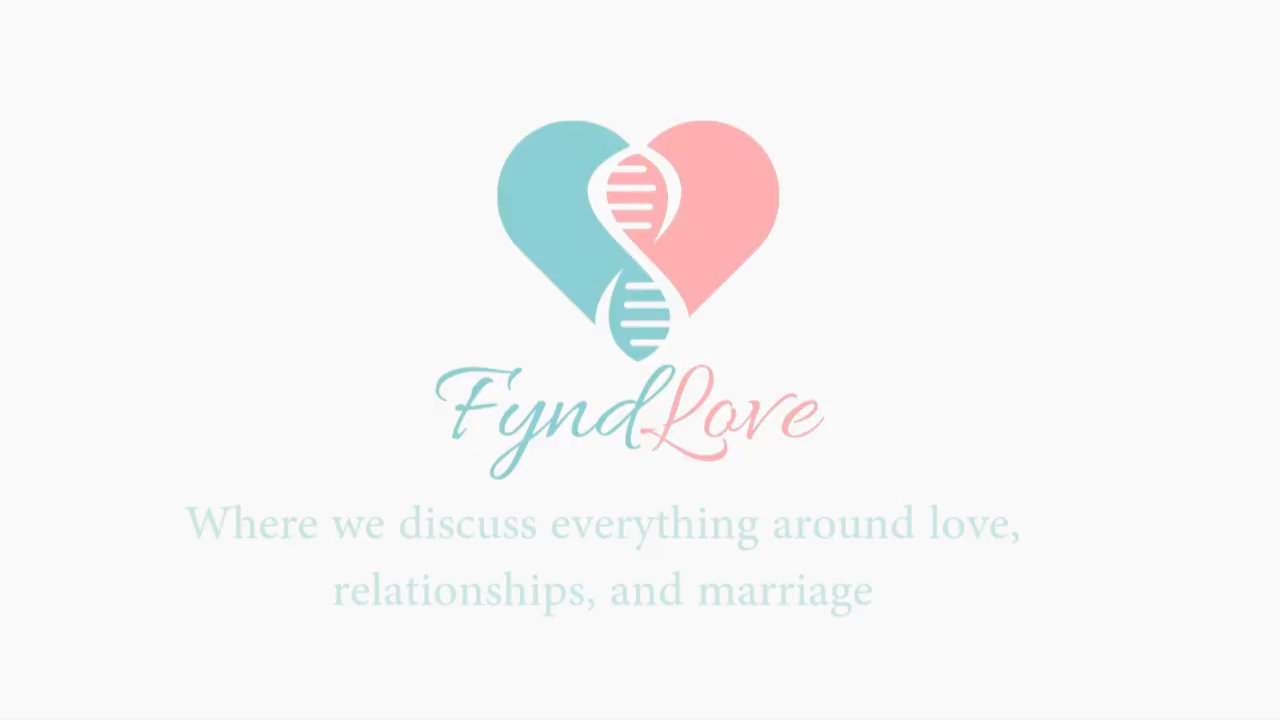 FyndLove
Where we discuss everything around love,
relationships, and marriage